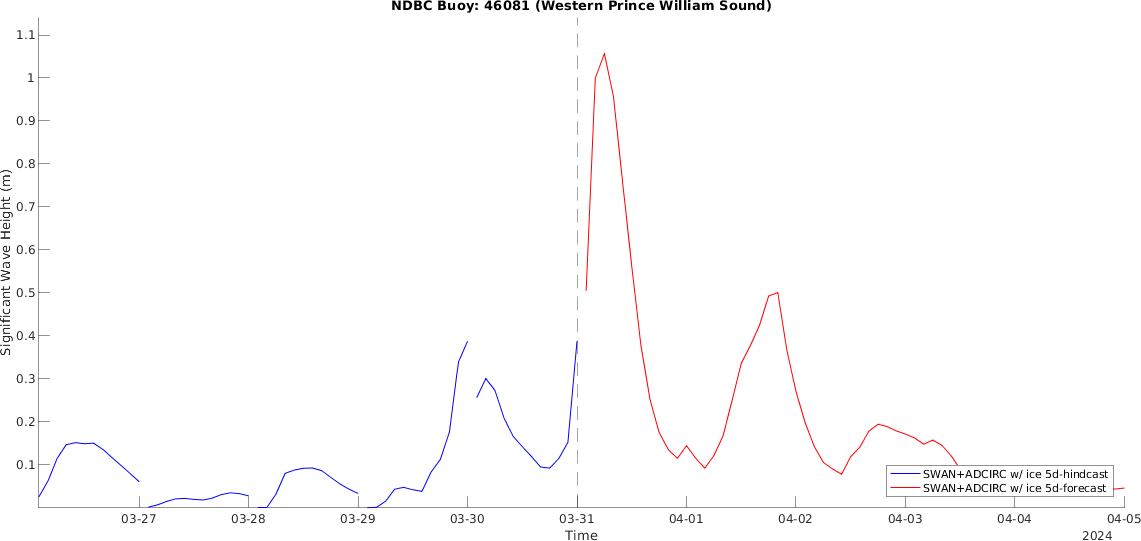 NDBC Buoy: 46081 (Western Prince William Sound)
1.1
1
0.9
0.8
0.7
0.6
0.5
0.4
0.3
0.2
0.1
Significant Wave Height (m)
SWAN+ADCIRC w/ ice 5d-hindcast
SWAN+ADCIRC w/ ice 5d-forecast
03-27 03-28 03-29 03-30 03-31 04-01 04-02 04-03 04-04 04-05
Time
2024